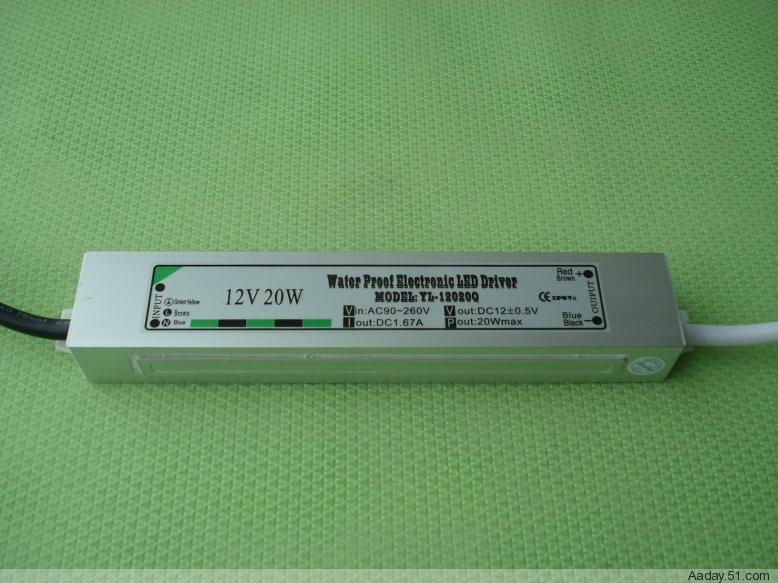 INPUT
Green Yellow
L Brown
N Blue
12V 20W
Water Proof Electronic LED Driver
MODEL: YL-12020Q
Vin:AC90~260V
Vout:DC12±0.5V
Iout:DC1.67A
Pout:20Wmax
CE
Red +
Brown
Blue
Black −
OUIPUT
Aaday.51.com